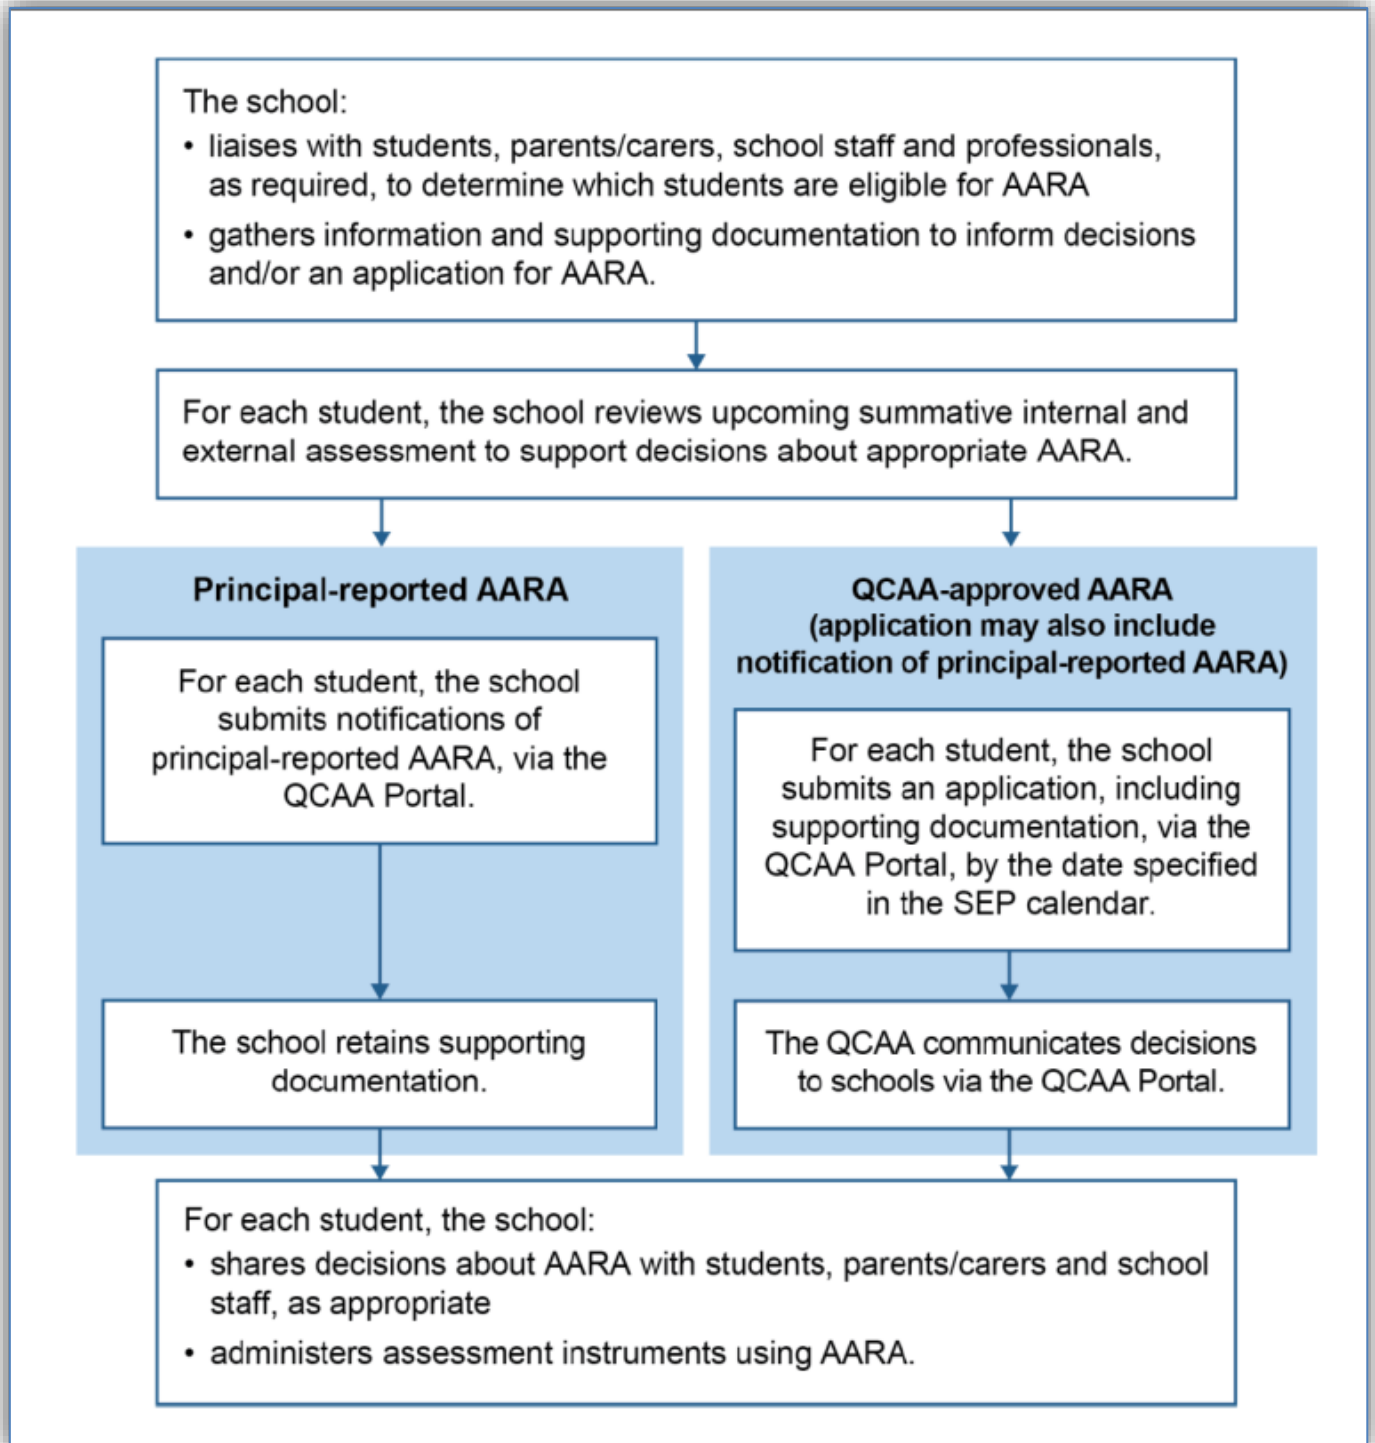 The school:
• liaises with students, parents/carers, school staff and professionals,
as required, to determine which students are eligible for AARA
• gathers information and supporting documentation to inform decisions
and/or an application for AARA.
For each student, the school reviews upcoming summative internal and
external assessment to support decisions about appropriate AARA.
Principal-reported AARA
For each student, the school
submits notifications of
principal-reported AARA, via the
QCAA Portal.
The school retains supporting
documentation.
QCAA-approved AARA
(application may also include
notification of principal-reported AARA)
For each student, the school
submits an application, including
supporting documentation, via the
QCAA Portal, by the date specified
in the SEP calendar.
The QCAA communicates decisions
to schools via the QCAA Portal.
For each student, the school:
• shares decisions about AARA with students, parents/carers and school
staff, as appropriate
• administers assessment instruments using AARA.